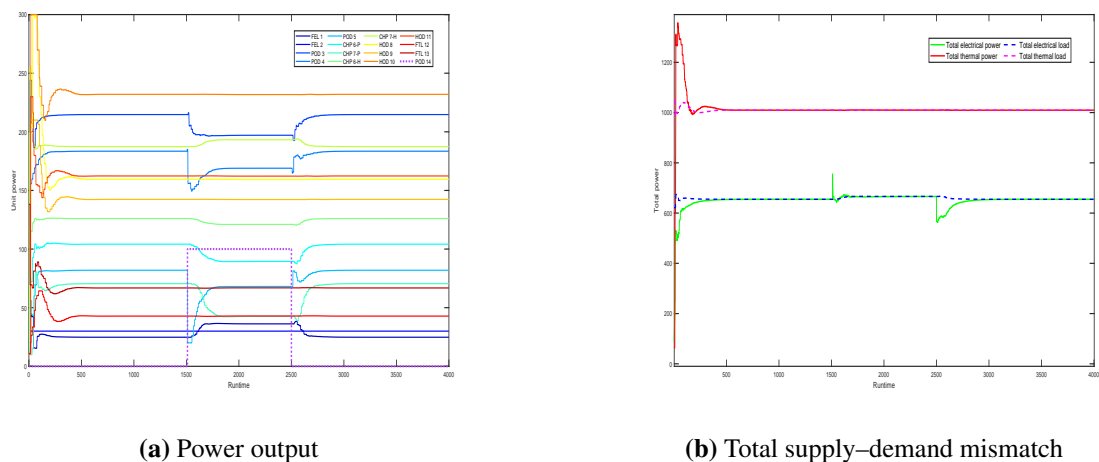 300
250
200
150
100
50
0
Unit power
FEL 1
FEL 2
POD 3
POD 4
POD 5
CHP 6-P
CHP 7-P
CHP 6-H
CHP 7-H
HOD 8
HOD 9
HOD 10
HOD 11
FTL 12
FTL 13
POD 14
0 500 1000 1500 2000 2500 3000 3500 4000
Runtime
(a) Power output
1200
1000
800
600
400
200
0
Total power
Total electrical power
Total thermal power
Total electrical load
Total thermal load
500 1000 1500 2000 2500 3000 3500 4000
Runtime
(b) Total supply–demand mismatch